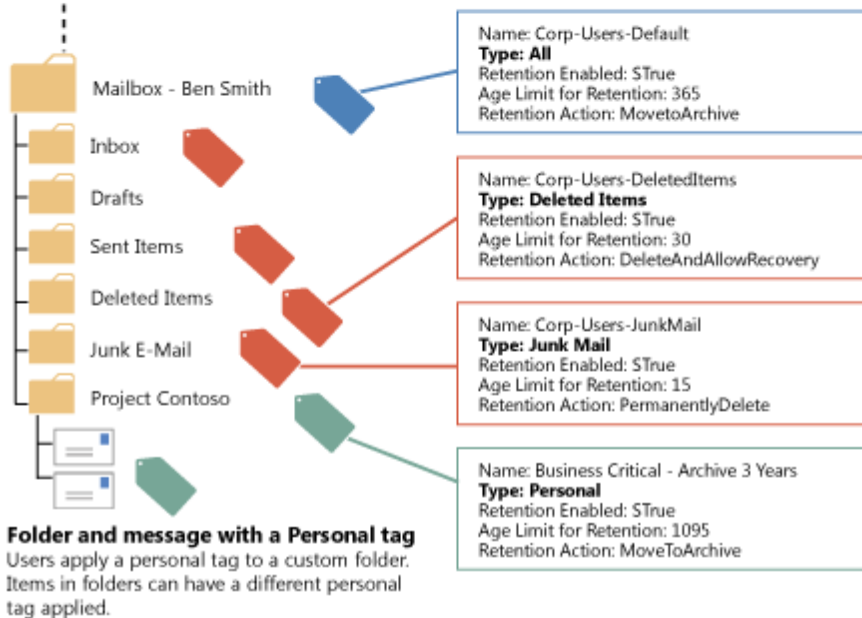 Mailbox - Ben Smith
Inbox
Drafts
Sent Items
Deleted Items
Junk E-Mail
Project Contoso
Folder and message with a Personal tag
Users apply a personal tag to a custom folder.
Items in folders can have a different personal
tag applied.
Name: Corp-Users-Default
Type: All
Retention Enabled: STrue
Age Limit for Retention: 365
Retention Action: MovetoArchive
Name: Corp-Users-DeletedItems
Type: Deleted Items
Retention Enabled: STrue
Age Limit for Retention: 30
Retention Action: DeleteAndAllowRecovery
Name: Corp-Users-JunkMail
Type: Junk Mail
Retention Enabled: STrue
Age Limit for Retention: 15
Retention Action: PermanentlyDelete
Name: Business Critical - Archive 3 Years
Type: Personal
Retention Enabled: STrue
Age Limit for Retention: 1095
Retention Action: MoveToArchive